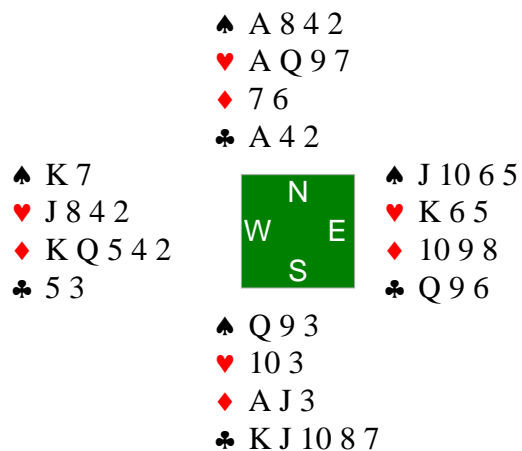 ♠ A 8 4 2
♥ A Q 9 7
♦ 7 6
♣ A 4 2
♠ K 7
♥ J 8 4 2
♦ K Q 5 4 2
♣ 5 3
N
W E
S
♠ J 10 6 5
♥ K 6 5
♦ 10 9 8
♣ Q 9 6
♠ Q 9 3
♥ 10 3
♦ A J 3
♣ K J 10 8 7